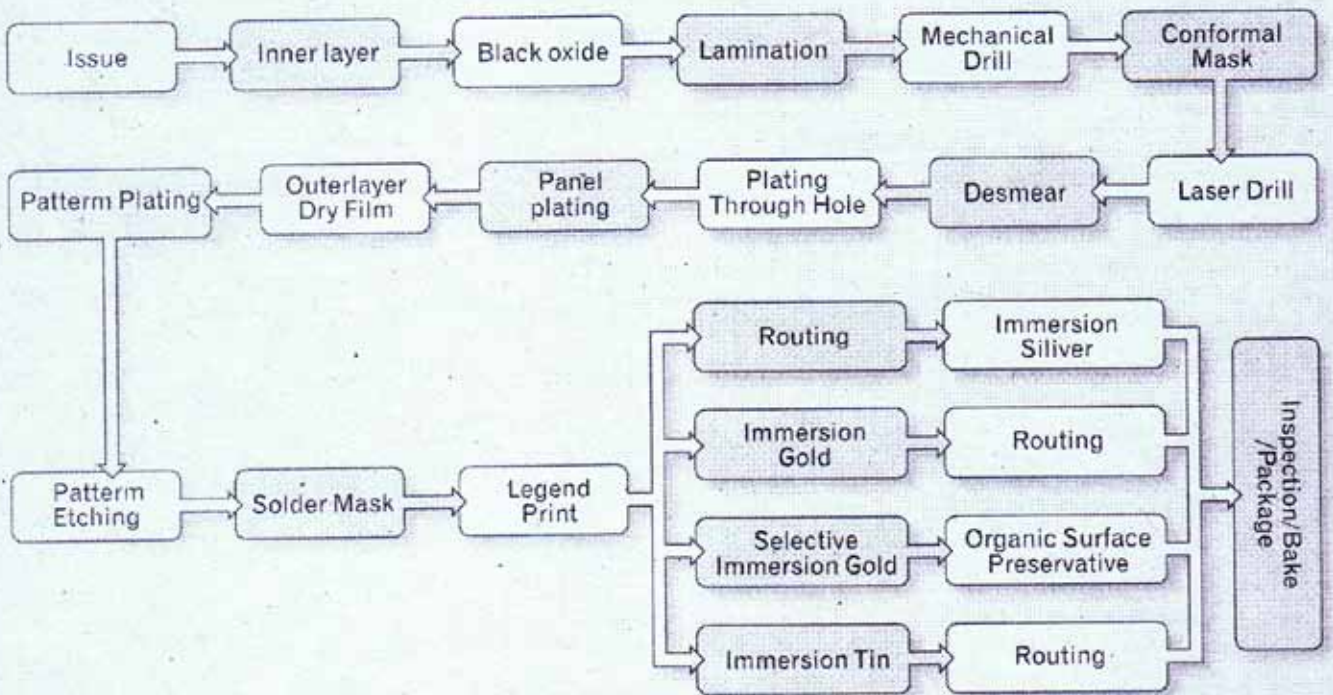 Issue
Inner layer
Black oxide
Lamination
Mechanical
Drill
Conformal
Mask
Patterm Plating
Outerlayer
Dry Film
Panel
plating
Plating
Through Hole
Desmear
Laser Drill
Routing
Immersion
Siliver
Immersion
Gold
Routing
Patterm
Etching
Solder Mask
Legend
Print
Selective
Immersion Gold
Organic Surface
Preservative
Immersion Tin
Routing
Inspection/Bake
/Package